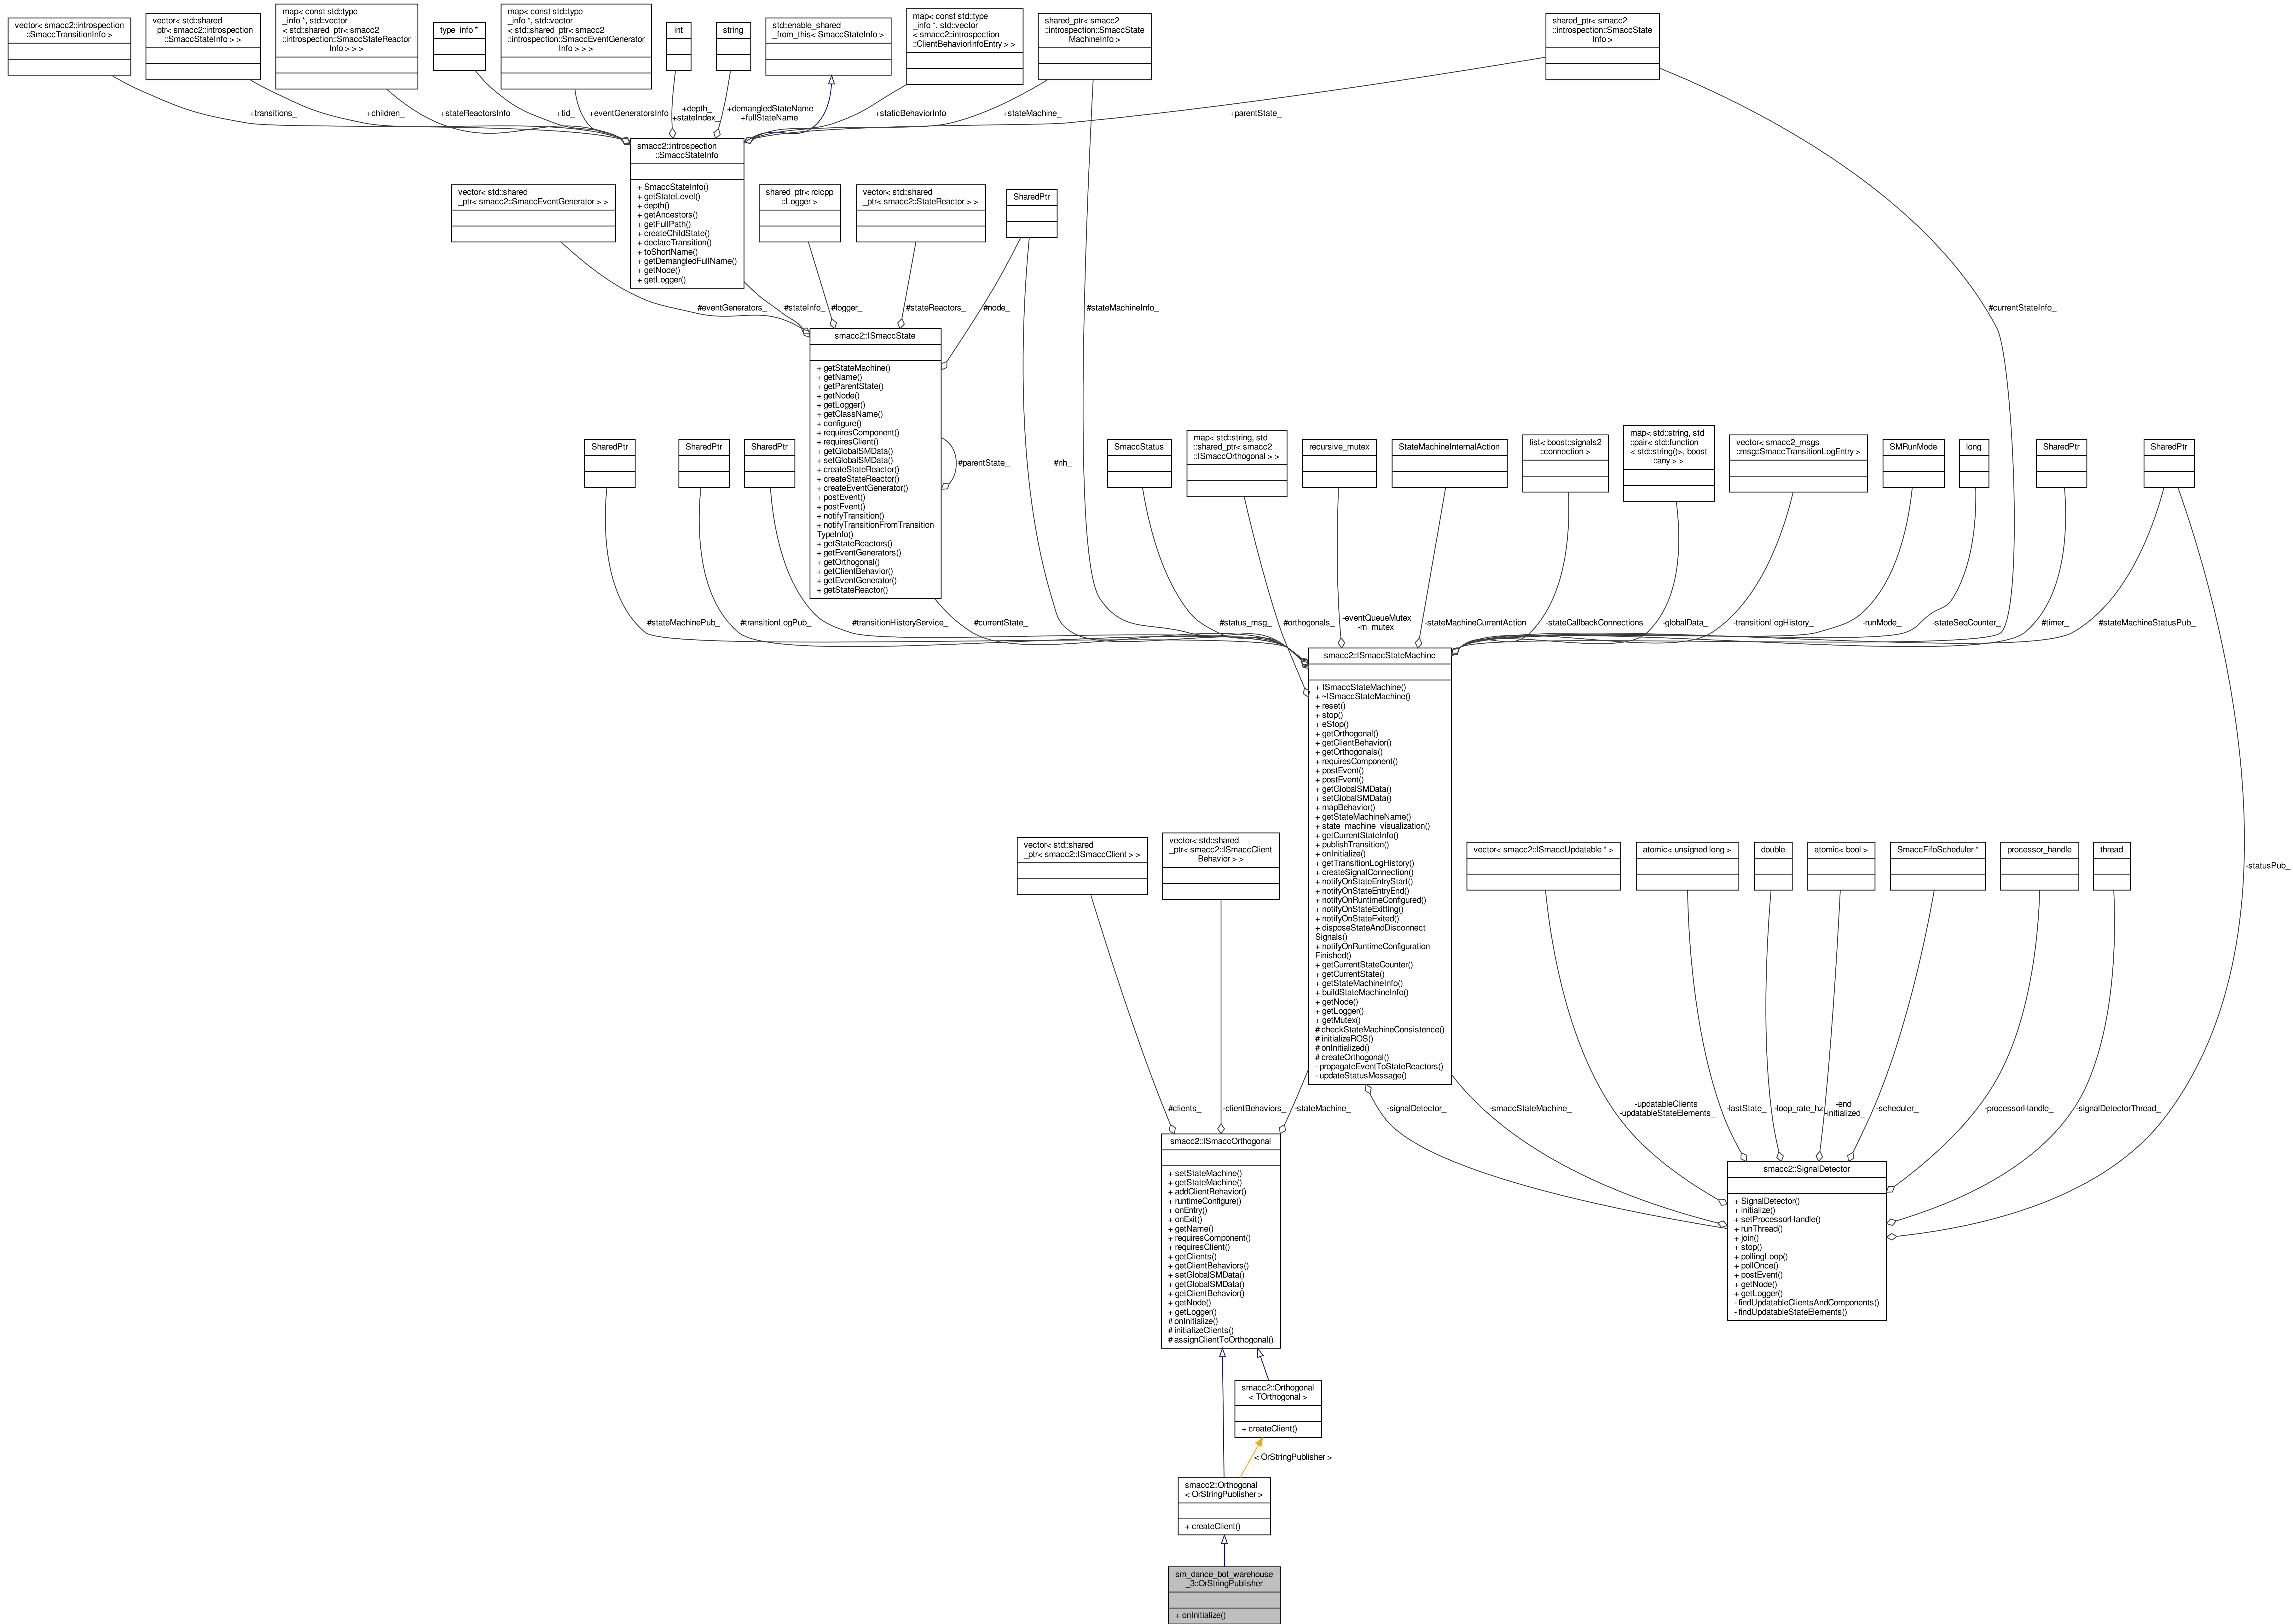 vector< smacc2::introspection
::SmaccTransitionInfo >
vector< std::shared
_ptr< smacc2::introspection
::SmaccStateInfo > >
map< const std::type
_info *, std::vector
< std::shared_ptr< smacc2
::introspection::SmaccStateReactor
Info > > >
type_info *
map< const std::type
_info *, std::vector
< std::shared_ptr< smacc2
::introspection::SmaccEventGenerator
Info > > >
int
string
std::enable_shared
_from_this< SmaccStateInfo >
map< const std::type
_info *, std::vector
< smacc2::introspection
::ClientBehaviorInfoEntry > >
shared_ptr< smacc2
::introspection::SmaccState
MachineInfo >
shared_ptr< smacc2
::introspection::SmaccState
Info >
+transitions_
+children_
+stateReactorsInfo
+tid_
+eventGeneratorsInfo
+depth_
+stateIndex_
+demangledStateName
+fullStateName
+staticBehaviorInfo
+stateMachine_
+parentState_
smacc2::introspection
::SmaccStateInfo
+ SmaccStateInfo()
+ getStateLevel()
+ depth()
+ getAncestors()
+ getFullPath()
+ createChildState()
+ declareTransition()
+ toShortName()
+ getDemangledFullName()
+ getNode()
+ getLogger()
vector< std::shared
_ptr< smacc2::SmaccEventGenerator > >
shared_ptr< rclcpp
::Logger >
vector< std::shared
_ptr< smacc2::StateReactor > >
SharedPtr
#eventGenerators_
#stateInfo_
#logger_
#stateReactors_
#node_
#stateMachineInfo_
#currentStateInfo_
smacc2::ISmaccState
+ getStateMachine()
+ getName()
+ getParentState()
+ getNode()
+ getLogger()
+ getClassName()
+ configure()
+ requiresComponent()
+ requiresClient()
+ getGlobalSMData()
+ setGlobalSMData()
+ createStateReactor()
+ createStateReactor()
+ createEventGenerator()
+ postEvent()
+ postEvent()
+ notifyTransition()
+ notifyTransitionFromTransition
TypeInfo()
+ getStateReactors()
+ getEventGenerators()
+ getOrthogonal()
+ getClientBehavior()
+ getEventGenerator()
+ getStateReactor()
#parentState_
#nh_
SharedPtr
SharedPtr
SharedPtr
SmaccStatus
map< std::string, std
::shared_ptr< smacc2
::ISmaccOrthogonal > >
recursive_mutex
StateMachineInternalAction
list< boost::signals2
::connection >
map< std::string, std
::pair< std::function
< std::string()>, boost
::any > >
vector< smacc2_msgs
::msg::SmaccTransitionLogEntry >
SMRunMode
long
SharedPtr
SharedPtr
#stateMachinePub_
#transitionLogPub_
#transitionHistoryService_
#currentState_
#status_msg_
#orthogonals_
-eventQueueMutex_
-m_mutex_
-stateMachineCurrentAction
-stateCallbackConnections
-globalData_
-transitionLogHistory_
-runMode_
-stateSeqCounter_
#timer_
#stateMachineStatusPub_
smacc2::ISmaccStateMachine
+ ISmaccStateMachine()
+ ~ISmaccStateMachine()
+ reset()
+ stop()
+ eStop()
+ getOrthogonal()
+ getClientBehavior()
+ getOrthogonals()
+ requiresComponent()
+ postEvent()
+ postEvent()
+ getGlobalSMData()
+ setGlobalSMData()
+ mapBehavior()
+ getStateMachineName()
+ state_machine_visualization()
+ getCurrentStateInfo()
+ publishTransition()
+ onInitialize()
+ getTransitionLogHistory()
+ createSignalConnection()
+ notifyOnStateEntryStart()
+ notifyOnStateEntryEnd()
+ notifyOnRuntimeConfigured()
+ notifyOnStateExitting()
+ notifyOnStateExited()
+ disposeStateAndDisconnect
Signals()
+ notifyOnRuntimeConfiguration
Finished()
+ getCurrentStateCounter()
+ getCurrentState()
+ getStateMachineInfo()
+ buildStateMachineInfo()
+ getNode()
+ getLogger()
+ getMutex()
# checkStateMachineConsistence()
# initializeROS()
# onInitialized()
# createOrthogonal()
- propagateEventToStateReactors()
- updateStatusMessage()
vector< std::shared
_ptr< smacc2::ISmaccClient > >
vector< std::shared
_ptr< smacc2::ISmaccClient
Behavior > >
vector< smacc2::ISmaccUpdatable * >
atomic< unsigned long >
double
atomic< bool >
SmaccFifoScheduler *
processor_handle
thread
-statusPub_
#clients_
-clientBehaviors_
-stateMachine_
-signalDetector_
-smaccStateMachine_
-updatableClients_
-updatableStateElements_
-lastState_
-loop_rate_hz
-end_
-initialized_
-scheduler_
-processorHandle_
-signalDetectorThread_
smacc2::ISmaccOrthogonal
+ setStateMachine()
+ getStateMachine()
+ addClientBehavior()
+ runtimeConfigure()
+ onEntry()
+ onExit()
+ getName()
+ requiresComponent()
+ requiresClient()
+ getClients()
+ getClientBehaviors()
+ setGlobalSMData()
+ getGlobalSMData()
+ getClientBehavior()
+ getNode()
+ getLogger()
# onInitialize()
# initializeClients()
# assignClientToOrthogonal()
smacc2::SignalDetector
+ SignalDetector()
+ initialize()
+ setProcessorHandle()
+ runThread()
+ join()
+ stop()
+ pollingLoop()
+ pollOnce()
+ postEvent()
+ getNode()
+ getLogger()
- findUpdatableClientsAndComponents()
- findUpdatableStateElements()
smacc2::Orthogonal
< TOrthogonal >
+ createClient()
< OrStringPublisher >
smacc2::Orthogonal
< OrStringPublisher >
+ createClient()
sm_dance_bot_warehouse
_3::OrStringPublisher
+ onInitialize()